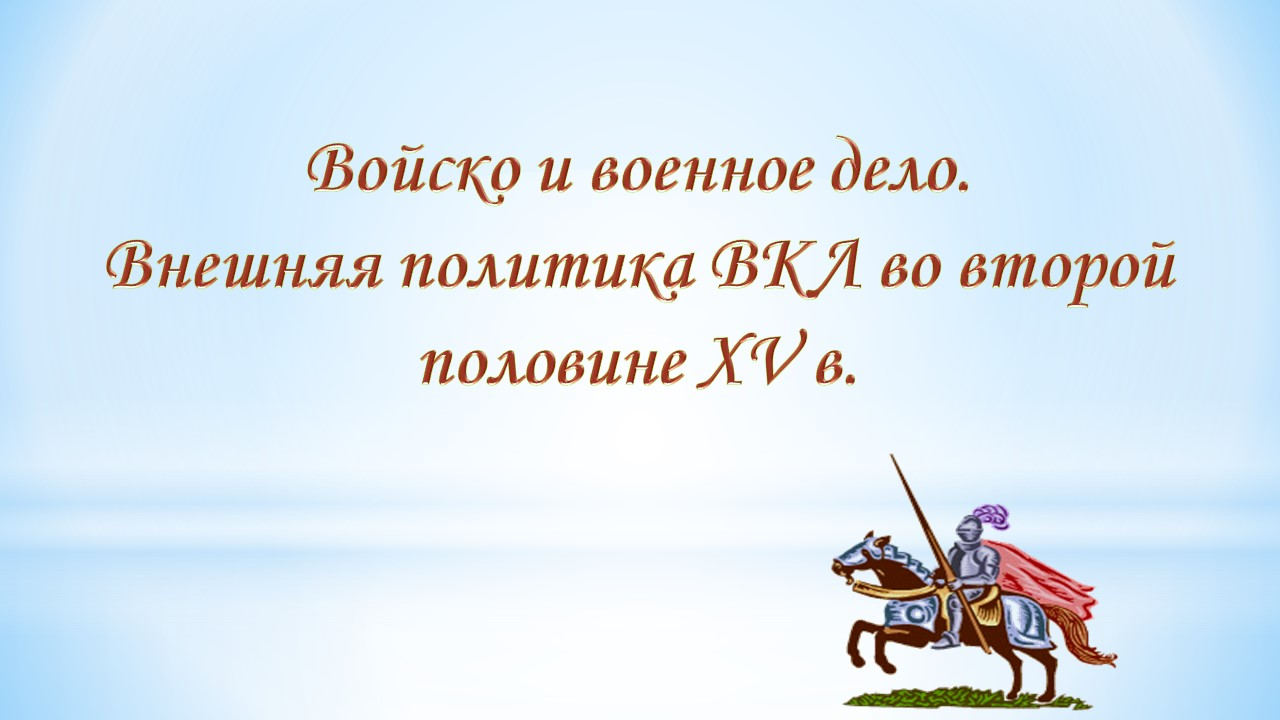 Войско и военное дело.
Внешняя политика ВКЛ во второй
половине XV в.